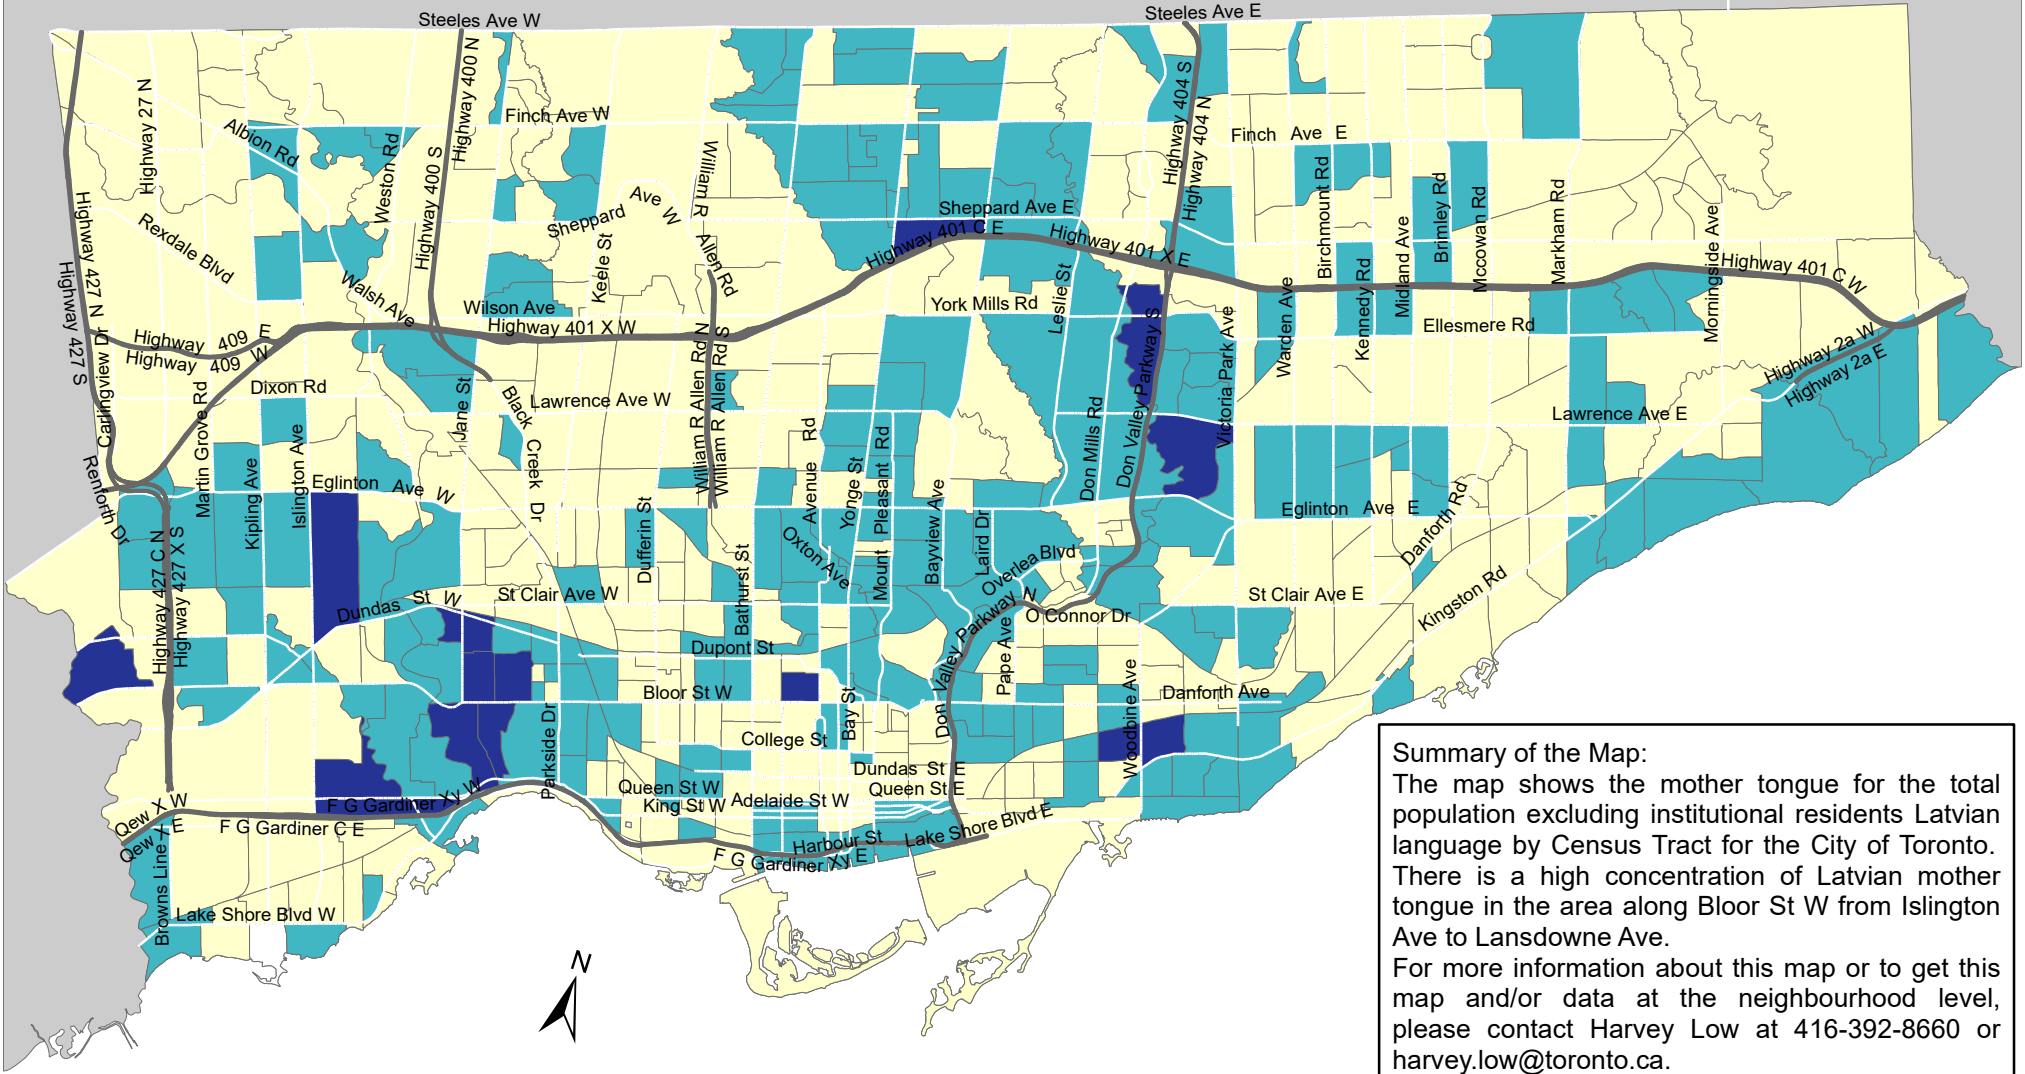 Steeles Ave W
Steeles Ave E
Highway 27 N
Albion Rd
Weston Rd
Highway 400 N
Highway 400 S
Finch Ave W
William R Allen Rd
Highway 404 S
Highway 404 N
Finch Ave E
Sheppard Ave W
Keele St
Sheppard Ave E
Highway 401 C E
Highway 401 X E
Birchmount Rd
Kennedy Rd
Midland Ave
Brimley Rd
Mccowan Rd
Markham Rd
Morningside Ave
Highway 401 C W
Highway 427 N
Highway 427 S
Rexdale Blvd
Walsh Ave
Wilson Ave
Highway 401 X W
York Mills Rd
Leslie St
Warden Ave
Ellesmere Rd
Highway 2a W
Highway 2a E
Highway 409 E
Highway 409 W
Carlingview Dr
Dixon Rd
Martin Grove Rd
Kipling Ave
Islington Ave
Jane St
Black Creek Dr
Lawrence Ave W
William R Allen Rd N
William R Allen Rd S
Avenue Rd
Yonge St
Mount Pleasant Rd
Bayview Ave
Laird Dr
Don Mills Rd
Don Valley Parkway S
Victoria Park Ave
Lawrence Ave E
Renforth Dr
Eglinton Ave W
Eglinton Ave E
Danforth Rd
Highway 427 C N
Highway 427 X S
Dufferin St
Bathurst St
Oxton Ave
Overlea Blvd
Dundas St W
St Clair Ave W
St Clair Ave E
Kingston Rd
O Connor Dr
Don Valley Parkway N
Pape Ave
Dupont St
Bloor St W
Bay St
Danforth Ave
Woodbine Ave
Parkside Dr
College St
Dundas St E
Queen St W
Queen St E
King St W
Adelaide St W
Qew X W
Qew X E
F G Gardiner Xy W
F G Gardiner C E
Harbour St
Lake Shore Blvd E
F G Gardiner Xy E
Browns Line
Lake Shore Blvd W
N
Summary of the Map:
The map shows the mother tongue for the total
population excluding institutional residents Latvian
language by Census Tract for the City of Toronto.
There is a high concentration of Latvian mother
tongue in the area along Bloor St W from Islington
Ave to Lansdowne Ave.
For more information about this map or to get this
map and/or data at the neighbourhood level,
please contact Harvey Low at 416-392-8660 or
harvey.low@toronto.ca.